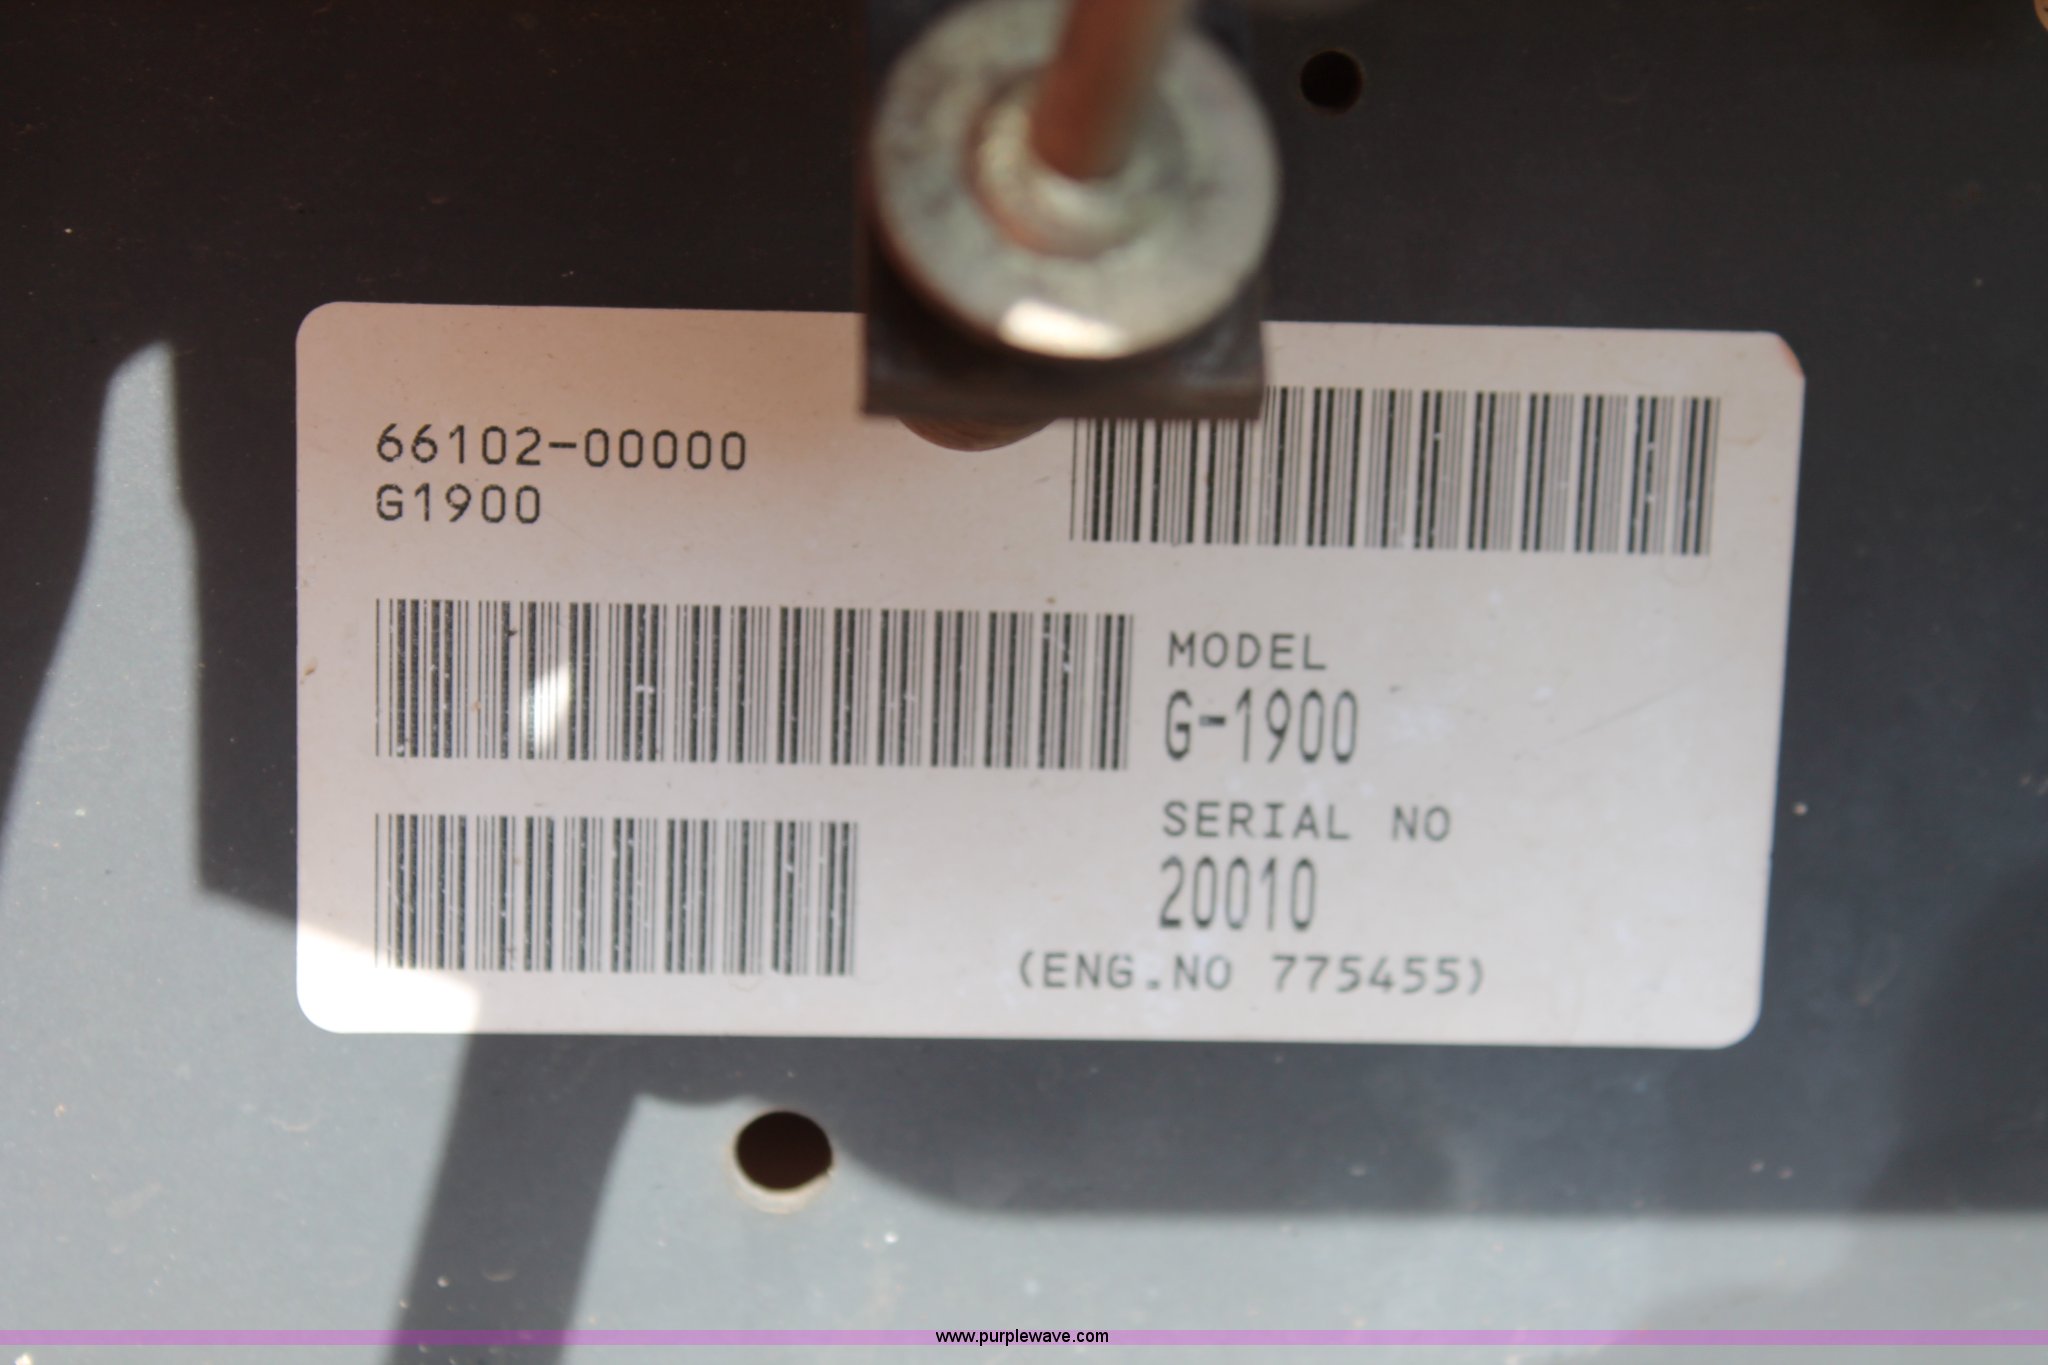 66102-00000
G1900
MODEL
G-1900
SERIAL NO
20010
(ENG.NO 775455)
www.purplewave.com